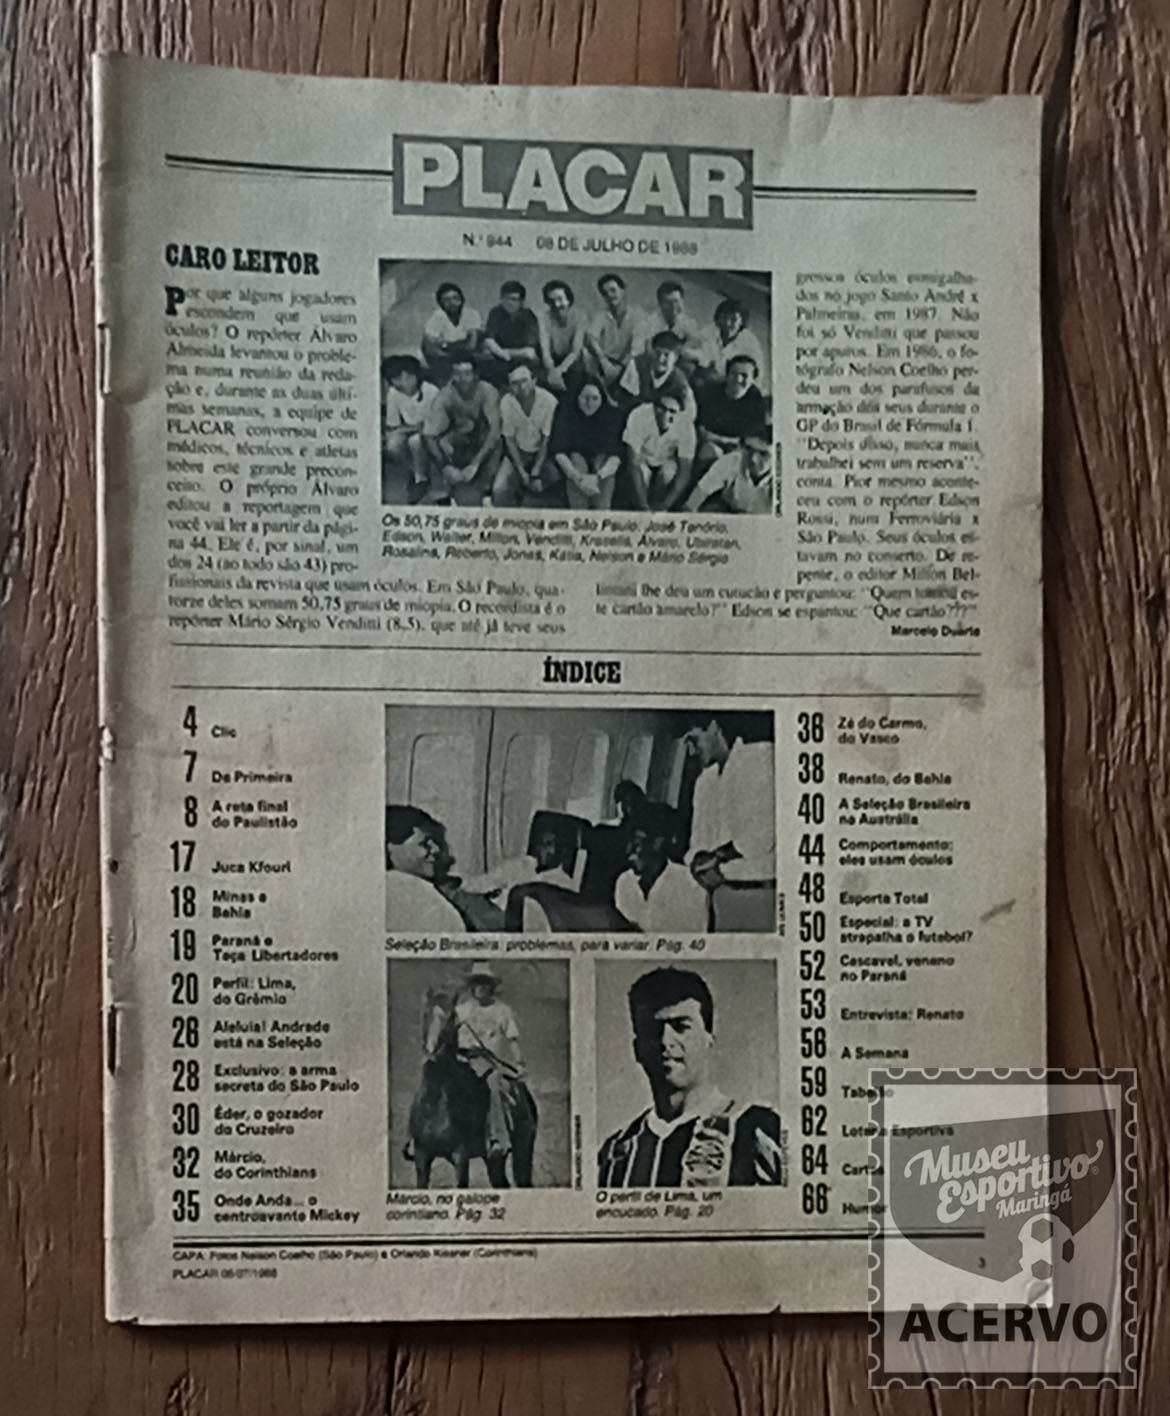 PLACAR
N.º 944 08 DE JULHO DE 1988
CARO LEITOR
Por que alguns jogadores
escondem que usam
óculos? O repórter Álvaro
Almeida levantou o proble-
ma numa reunião da reda-
ção e, durante as duas últi-
mas semanas, a equipe de
PLACAR conversou com
médicos, técnicos e atletas
sobre este grande precon-
ceito. O próprio Álvaro
editou a reportagem que
você vai ler a partir da pági-
na 44. Ele é, por sinal, um
dos 24 (ao todo são 43) pro-
fissionais da revista que usam óculos. Em São Paulo, qua-
torze deles somam 50,75 graus de miopia. O recordista é o
repórter Mário Sérgio Venditti (8,5), que até já teve seus
Os 50,75 graus de miopia em São Paulo: José Tenório,
Edson, Walter, Milton, Venditti, Álvaro, Ubiratan,
Rosalina, Roberto, Jonas, Kátia, Nelson e Mário Sérgio
grossos óculos esmigalha-
dos no jogo Santo André x
Palmeiras, em 1987. Não
foi só Venditti que passou
por apuros. Em 1986, o fo-
tógrafo Nelson Coelho per-
deu um dos parafusos da
armação dos seus durante o
GP do Brasil de Fórmula 1.
"Depois disso, nunca mais
trabalhei sem um reserva",
conta. Pior mesmo aconte-
ceu com o repórter Edson
Rossi, num Ferroviária x
São Paulo. Seus óculos es-
tavam no conserto. De re-
pente, o editor Milton Bel-
lintani lhe deu um cutucão e perguntou: "Quem tomou es-
te cartão amarelo?" Edson se espantou: "Que cartão???"
Marcelo Duarte
ÍNDICE
4 Clic
7 De Primeira
8 A reta final
do Paulistão
17 Juca Kfouri
18 Minas e
Bahia
19 Paraná e
Taça Libertadores
20 Perfil: Lima,
do Grêmio
26 Aleluia! Andrade
está na Seleção
28 Exclusivo: a arma
secreta do São Paulo
30 Éder, o gozador
do Cruzeiro
32 Márcio,
do Corinthians
35 Onde Anda... o
centroavante Mickey
Seleção Brasileira: problemas, para variar. Pág. 40
Márcio, no galope
corintiano. Pág. 32
O perfil de Lima, um
encucado. Pág. 20
36 Zé do Carmo,
do Vasco
38 Renato, do Bahia
40 A Seleção Brasileira
na Austrália
44 Comportamento:
eles usam óculos
48 Esporte Total
50 Especial: a TV
atrapalha o futebol?
52 Cascavel, veneno
no Paraná
53 Entrevista: Renato
56 A Semana
59 Tabelão
62 Loteria Esportiva
64 Cartas
66 Humor
CAPA: Fotos Nelson Coelho (São Paulo) e Orlando Kissner (Corinthians)
PLACAR 08/07/1988
3
Museu
Esportivo®
Maringá
ACERVO